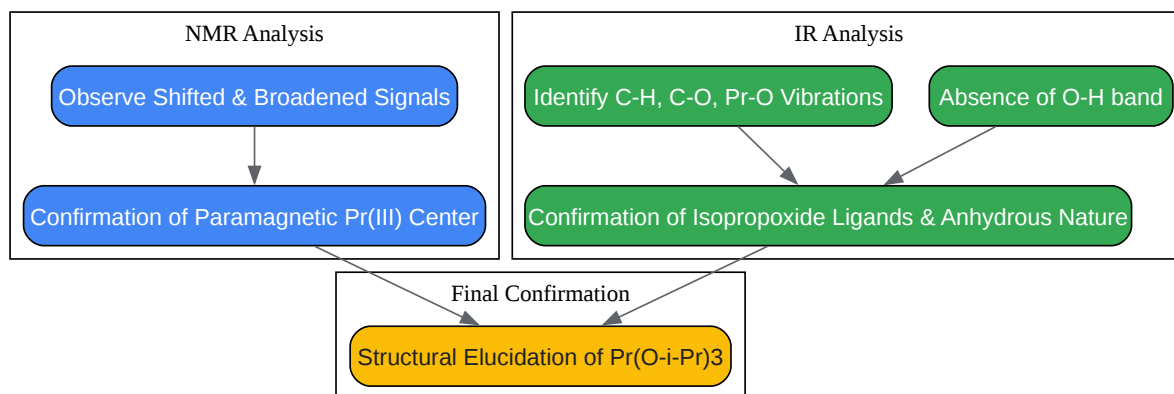 NMR Analysis
Observe Shifted & Broadened Signals
Confirmation of Paramagnetic Pr(III) Center
IR Analysis
Identify C-H, C-O, Pr-O Vibrations
Absence of O-H band
Confirmation of Isopropoxide Ligands & Anhydrous Nature
Final Confirmation
Structural Elucidation of Pr(O-i-Pr)3